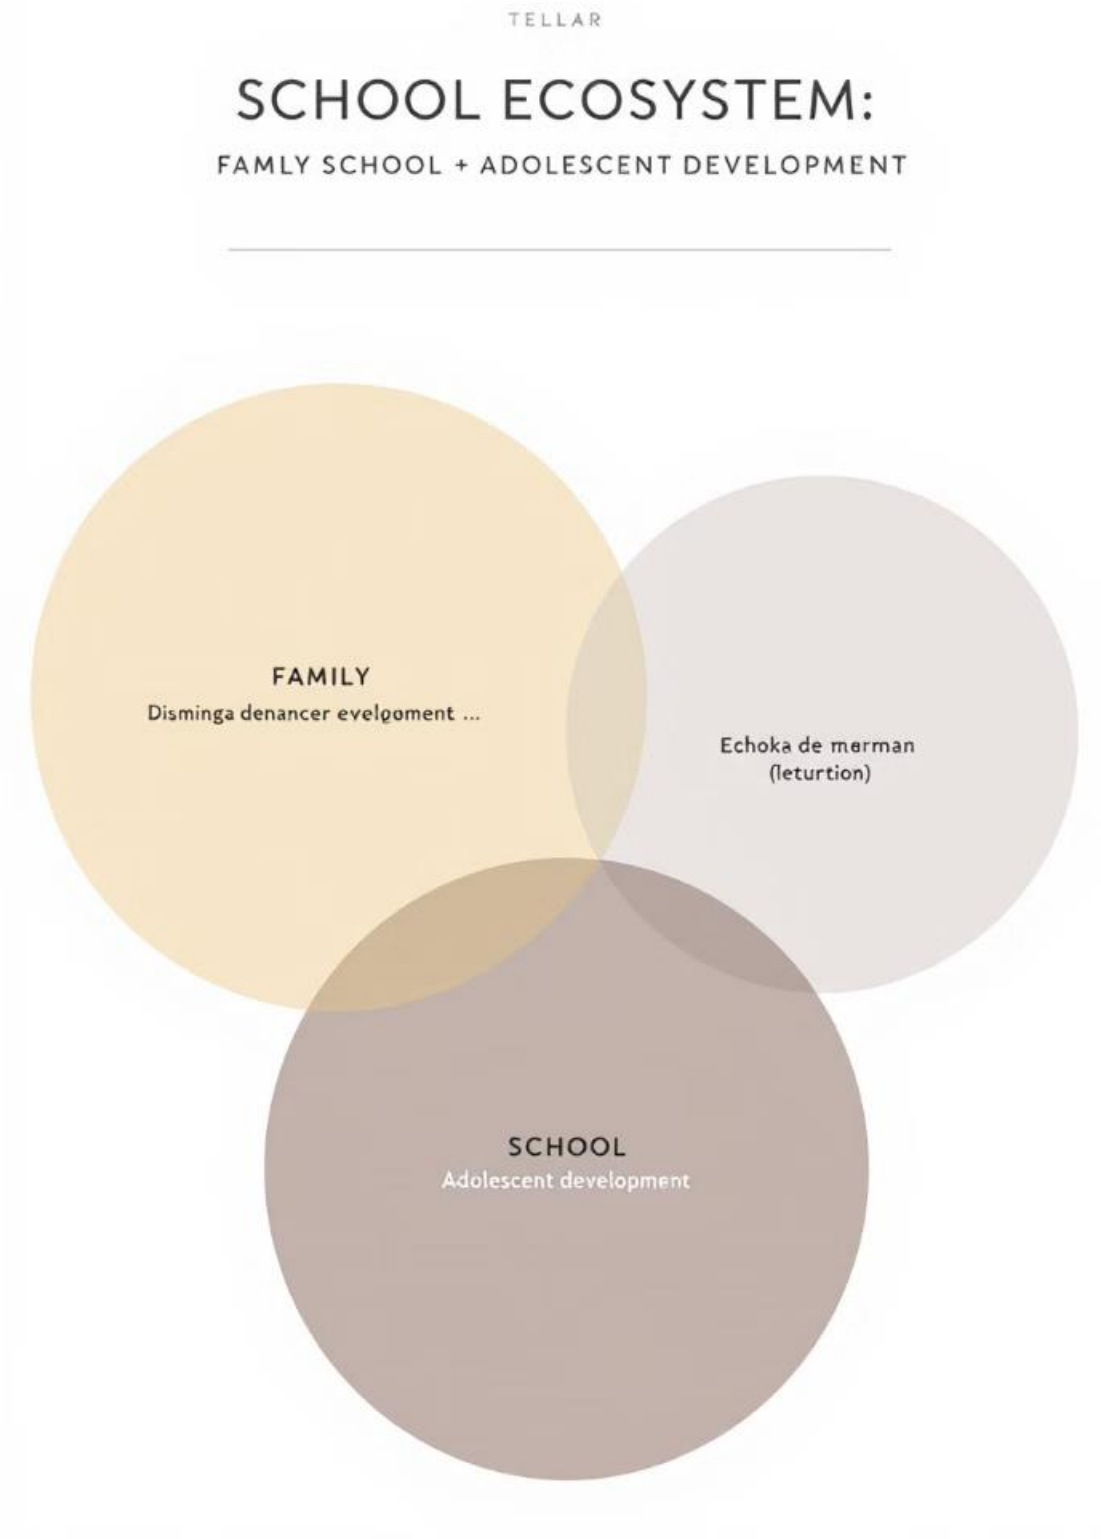 TELLAR
SCHOOL ECOSYSTEM:
FAMLY SCHOOL + ADOLESCENT DEVELOPMENT
FAMILY
Disminga denancer evelgoment ...
Echoka de merman
(leturtion)
SCHOOL
Adolescent development